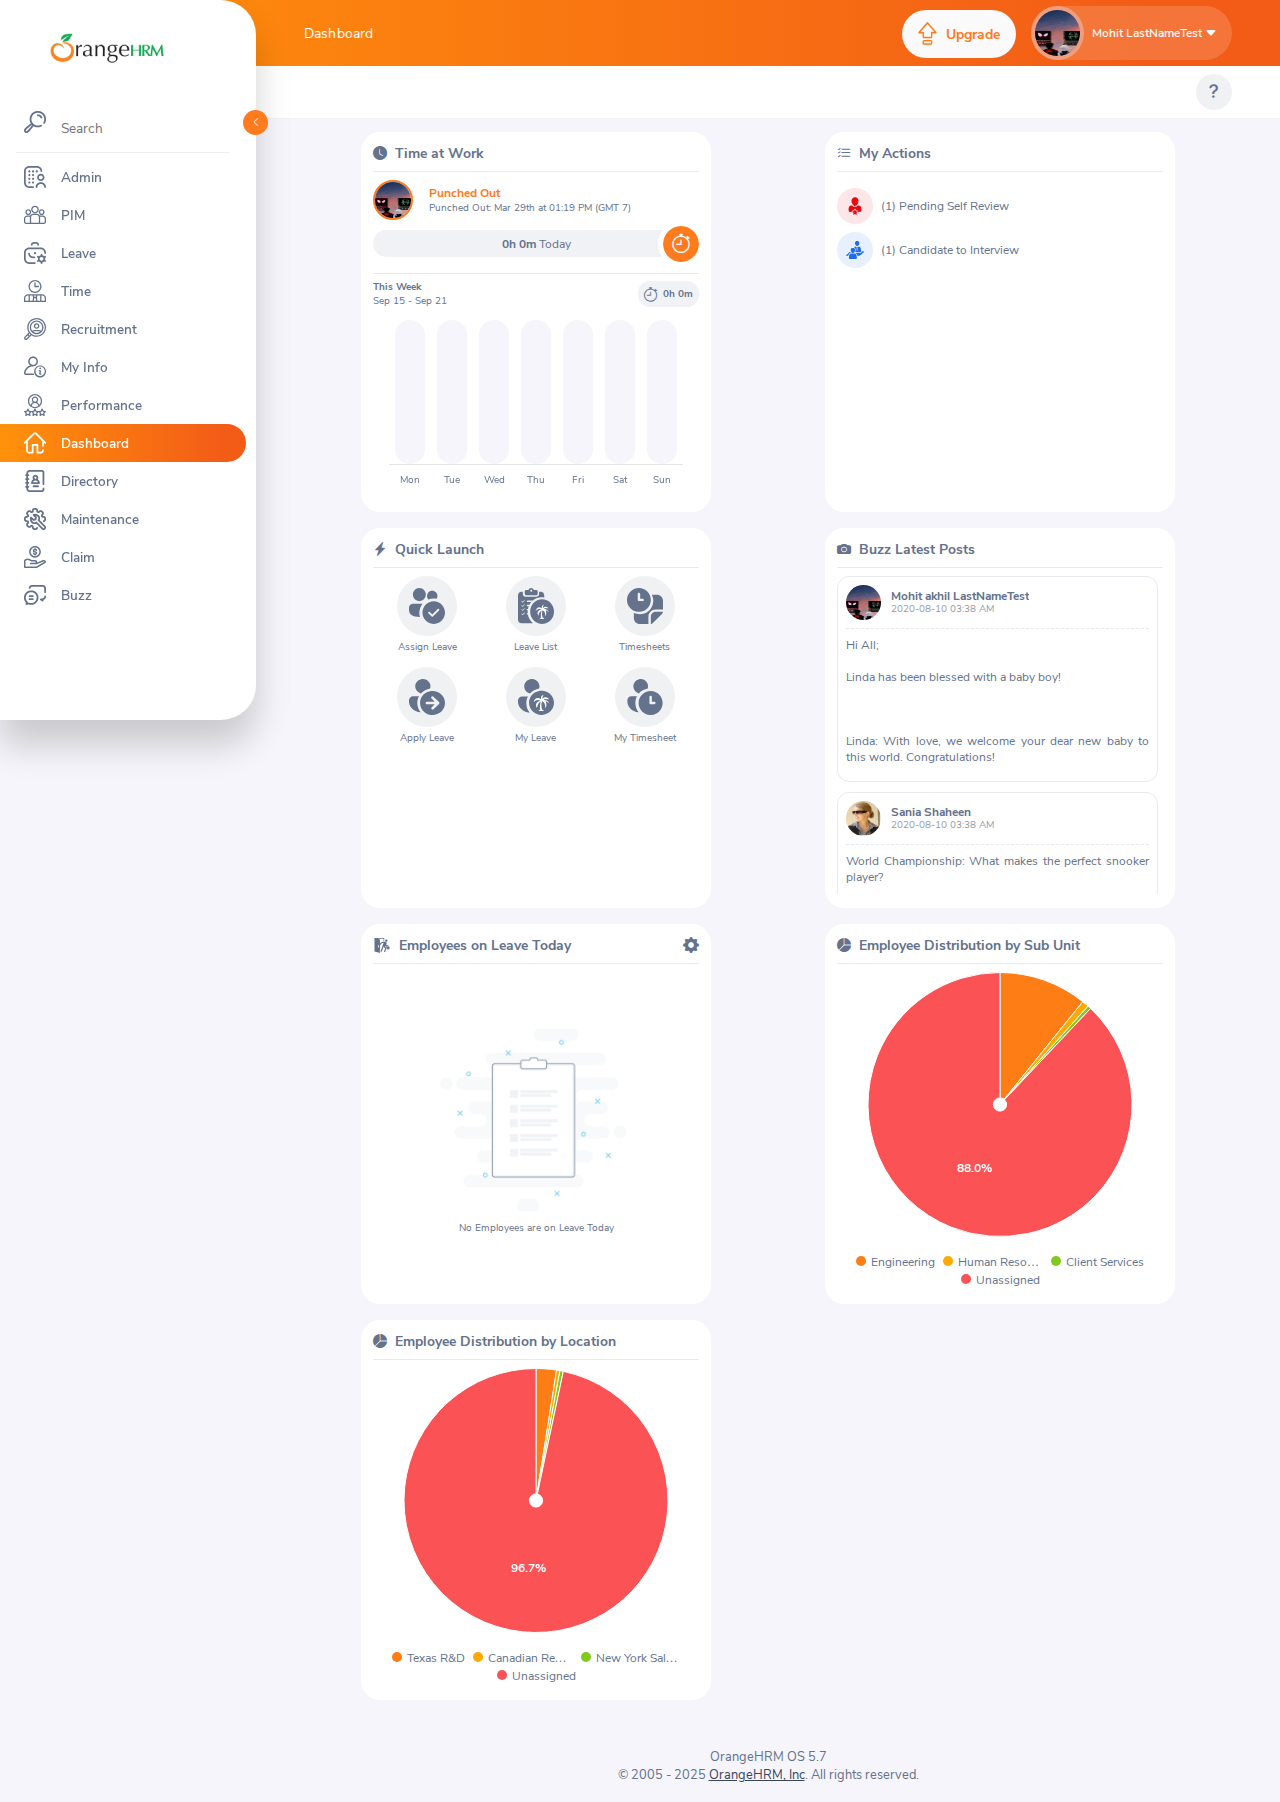 OrangeHRM
Dashboard
Upgrade
Mohit LastNameTest
?
Search
Admin
PIM
Leave
Time
Recruitment
My Info
Performance
Dashboard
Directory
Maintenance
Claim
Buzz
Time at Work
Punched Out
Punched Out: Mar 29th at 01:19 PM (GMT 7)
0h 0m Today
This Week
Sep 15 - Sep 21
0h 0m
Mon Tue Wed Thu Fri Sat Sun
My Actions
(1) Pending Self Review
(1) Candidate to Interview
Quick Launch
Assign Leave Leave List Timesheets
Apply Leave My Leave My Timesheet
Buzz Latest Posts
Mohit akhil LastNameTest
2020-08-10 03:38 AM
Hi All;
Linda has been blessed with a baby boy!
Linda: With love, we welcome your dear new baby to
this world. Congratulations!
Sania Shaheen
2020-08-10 03:38 AM
World Championship: What makes the perfect snooker
player?
Employees on Leave Today
No Employees are on Leave Today
Employee Distribution by Sub Unit
88.0%
Engineering Human Reso... Client Services
Unassigned
Employee Distribution by Location
96.7%
Texas R&D Canadian Re... New York Sal...
Unassigned
OrangeHRM OS 5.7
© 2005 - 2025 OrangeHRM, Inc. All rights reserved.